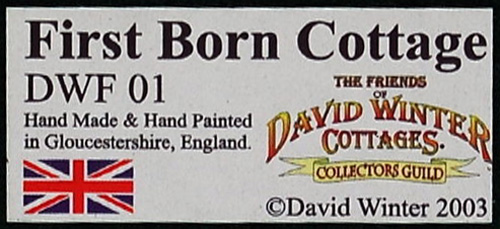 First Born Cottage
DWF 01
Hand Made & Hand Painted
in Gloucestershire, England.
THE FRIENDS
OF
DAVID WINTER
COTTAGES.
COLLECTORS GUILD
©David Winter 2003